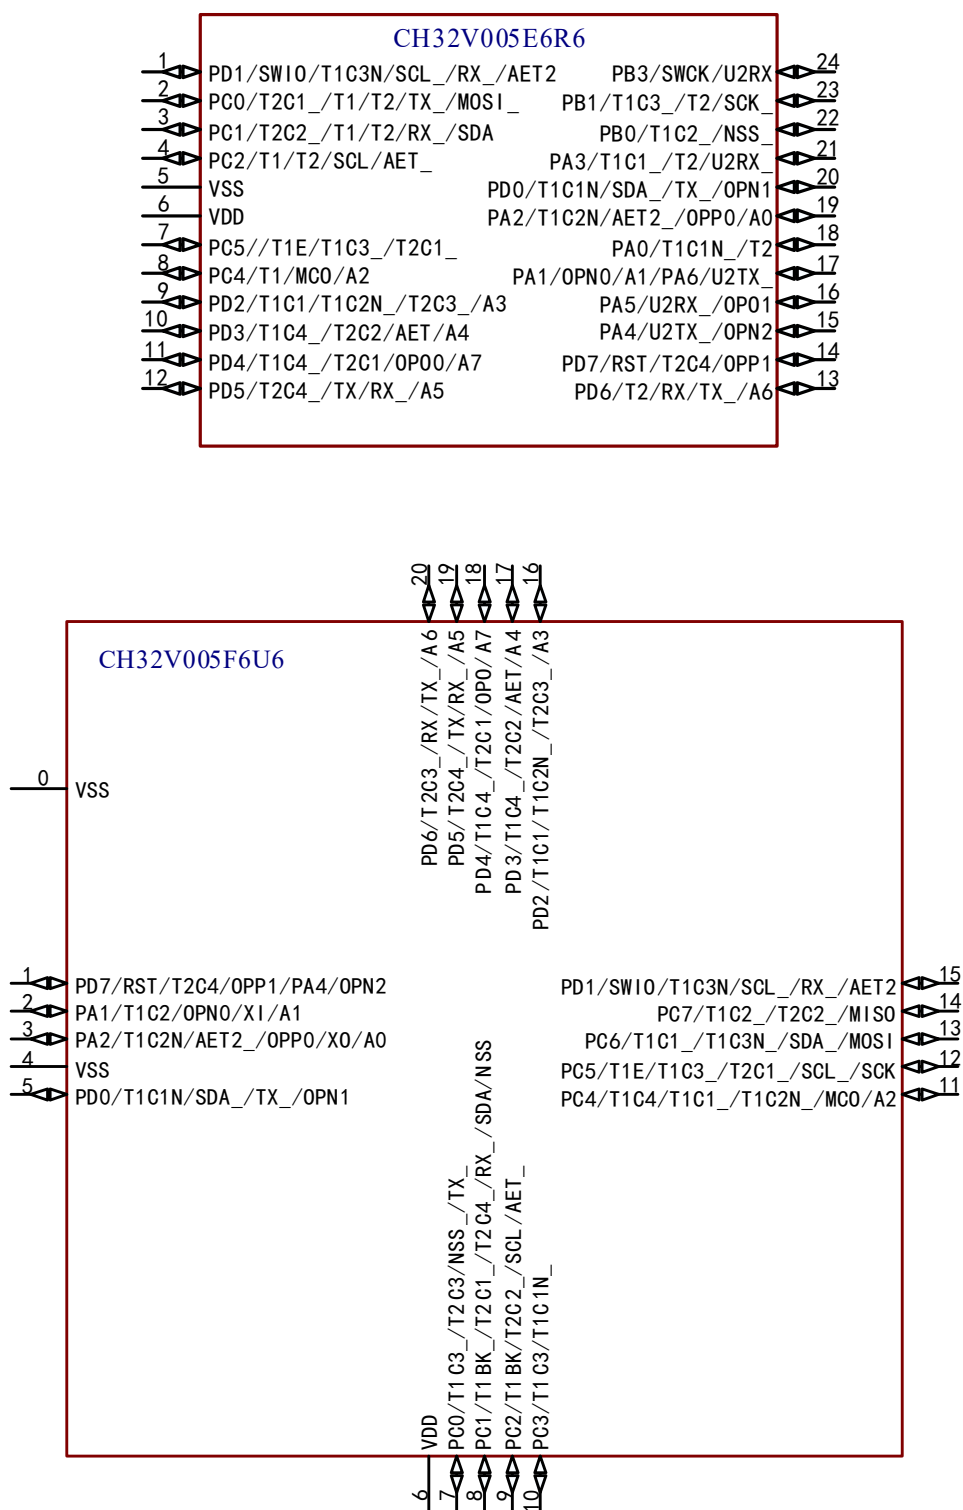 CH32V005E6R6
1 PD1/SWIO/T1C3N/SCL_/RX_/AET2
2 PC0/T2C1_/T1/T2/TX_/MOSI_
3 PC1/T2C2_/T1/T2/RX_/SDA
4 PC2/T1/T2/SCL/AET_
5 VSS
6 VDD
7 PC5//T1E/T1C3_/T2C1_
8 PC4/T1/MCO/A2
9 PD2/T1C1/T1C2N_/T2C3_/A3
10 PD3/T1C4_/T2C2/AET/A4
11 PD4/T1C4_/T2C1/OPO0/A7
12 PD5/T2C4_/TX/RX_/A5
PB3/SWCK/U2RX 24
PB1/T1C3_/T2/SCK_ 23
PB0/T1C2_/NSS_ 22
PA3/T1C1_/T2/U2RX_ 21
PD0/T1C1N/SDA_/TX_/OPN1 20
PA2/T1C2N/AET2_/OPP0/A0 19
PA0/T1C1N_/T2 18
PA1/OPN0/A1/PA6/U2TX_ 17
PA5/U2RX_/OPO1 16
PA4/U2TX_/OPN2 15
PD7/RST/T2C4/OPP1 14
PD6/T2/RX/TX_/A6 13
CH32V005F6U6
20 PD6/T2C3_/RX/TX_/A6
19 PD5/T2C4_/TX/RX_/A5
18 PD4/T1C4_/T2C1/OPO/A7
17 PD3/T1C4_/T2C2/AET/A4
16 PD2/T1C1/T1C2N_/T2C3_/A3
0 VSS
1 PD7/RST/T2C4/OPP1/PA4/OPN2
2 PA1/T1C2/OPN0/XI/A1
3 PA2/T1C2N/AET2_/OPP0/XO/A0
4 VSS
5 PD0/T1C1N/SDA_/TX_/OPN1
PD1/SWIO/T1C3N/SCL_/RX_/AET2 15
PC7/T1C2_/T2C2_/MISO 14
PC6/T1C1_/T1C3N_/SDA_/MOSI 13
PC5/T1E/T1C3_/T2C1_/SCL_/SCK 12
PC4/T1C4/T1C1_/T1C2N_/MCO/A2 11
6 VDD
7 PC0/T1C3_/T2C3/NSS_/TX_
8 PC1/T1BK_/T2C1_/T2C4_/RX_/SDA/NSS
9 PC2/T1BK/T2C2_/SCL/AET_
10 PC3/T1C3/T1C1N_